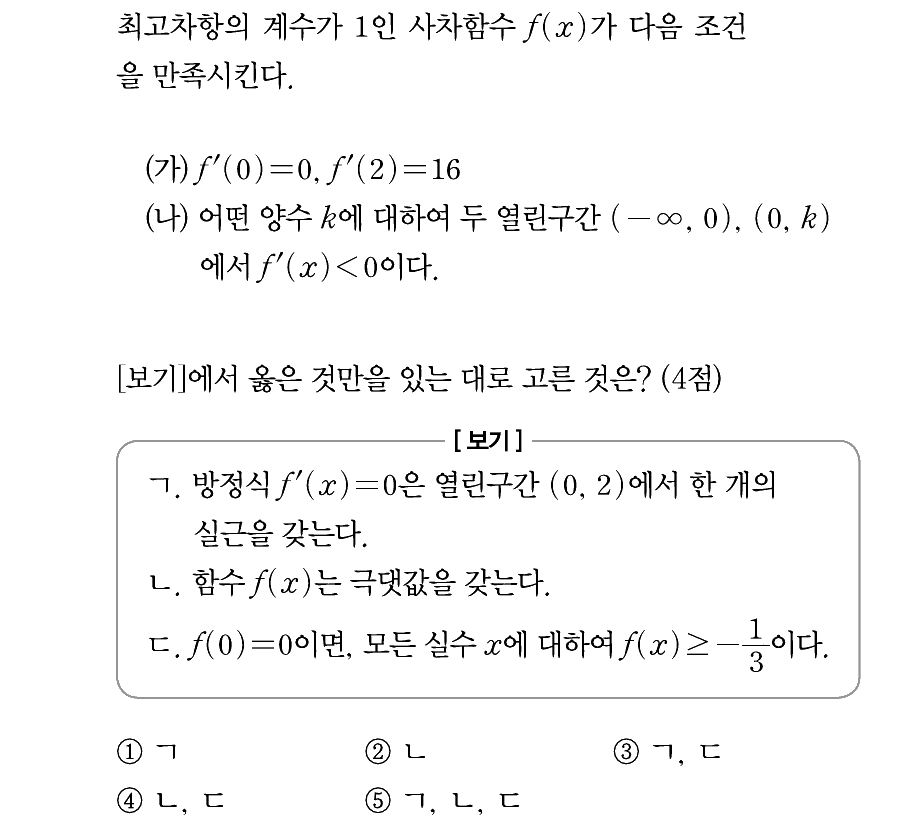 최고차항의 계수가 1인 사차함수 f(x)가 다음 조건
을 만족시킨다.
(가) f′(0)=0, f′(2)=16
(나) 어떤 양수 k에 대하여 두 열린구간 (−∞, 0), (0, k)
에서 f′(x)<0이다.
[보기]에서 옳은 것만을 있는 대로 고른 것은? (4점)
[ 보기 ]
ㄱ. 방정식 f′(x)=0은 열린구간 (0, 2)에서 한 개의
실근을 갖는다.
ㄴ. 함수 f(x)는 극댓값을 갖는다.
ㄷ. f(0)=0이면, 모든 실수 x에 대하여 f(x)≥−1/3이다.
① ㄱ ② ㄴ ③ ㄱ, ㄷ
④ ㄴ, ㄷ ⑤ ㄱ, ㄴ, ㄷ